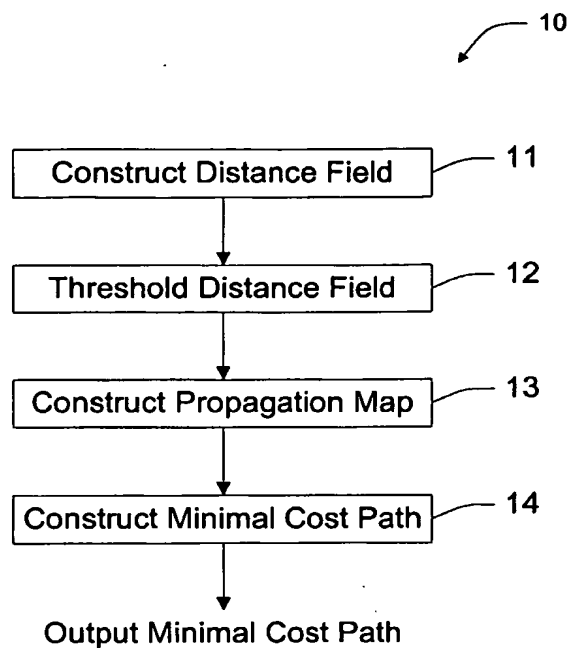 10
Construct Distance Field
11
Threshold Distance Field
12
Construct Propagation Map
13
Construct Minimal Cost Path
14
Output Minimal Cost Path